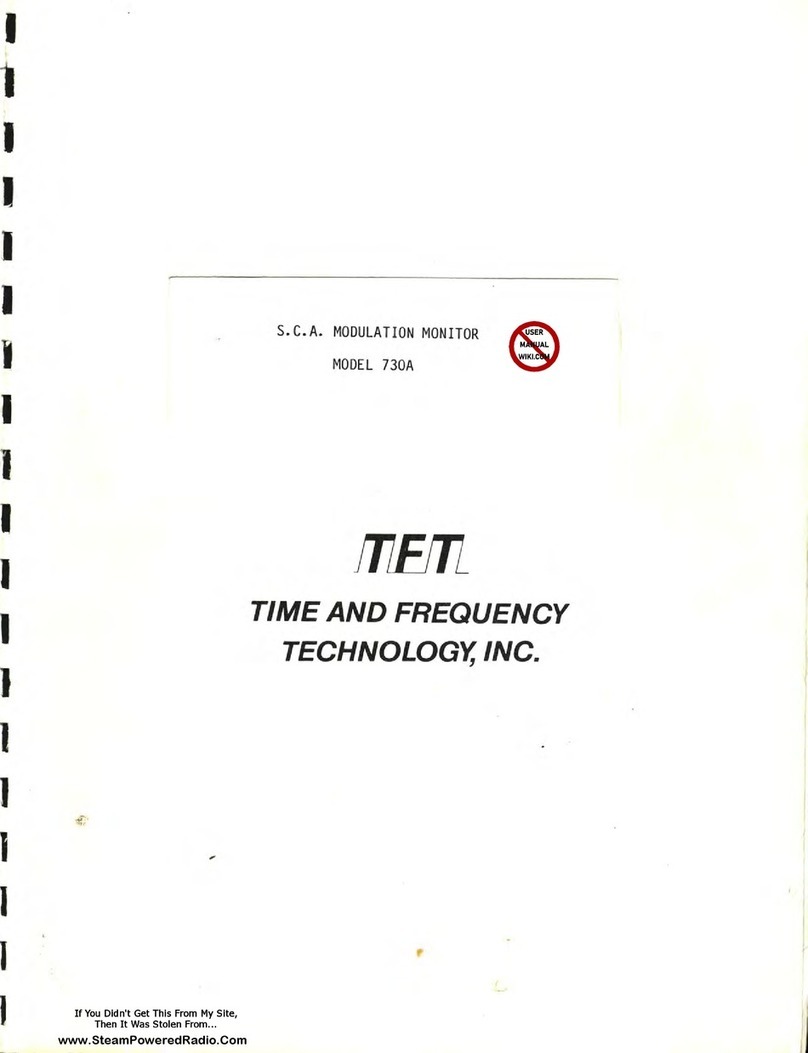 S.C.A. MODULATION MONITOR
MODEL 730A
USER
MANUAL
WIKI.COM
TFT
TIME AND FREQUENCY
TECHNOLOGY, INC.
If You Didn't Get This From My Site,
Then It Was Stolen From...
www.SteamPoweredRadio.Com